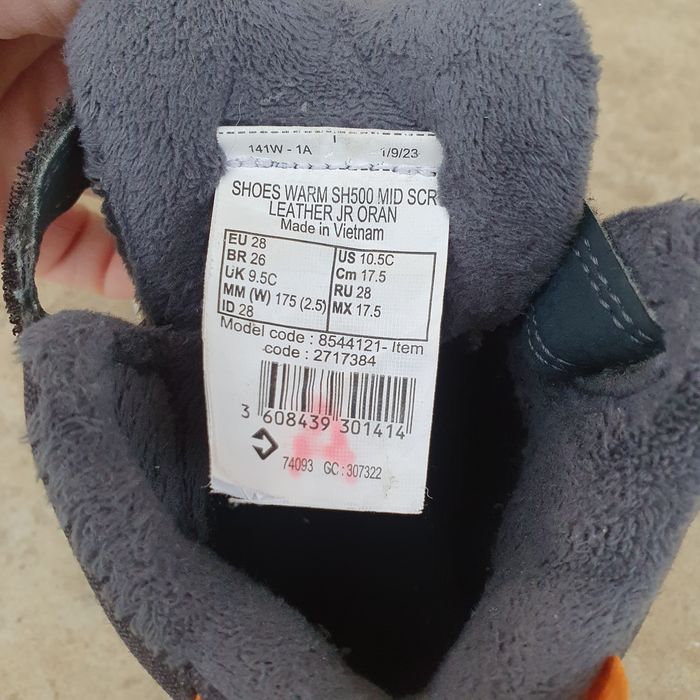 141W - 1A 1/9/23
SHOES WARM SH500 MID SCR
LEATHER JR ORAN
Made in Vietnam
EU 28 US 10.5C
BR 26 Cm 17.5
UK 9.5C RU 28
MM (W) 175 (2.5) MX 17.5
ID 28
Model code : 8544121- Item
code : 2717384
3 608439 301414
74093 GC : 307322